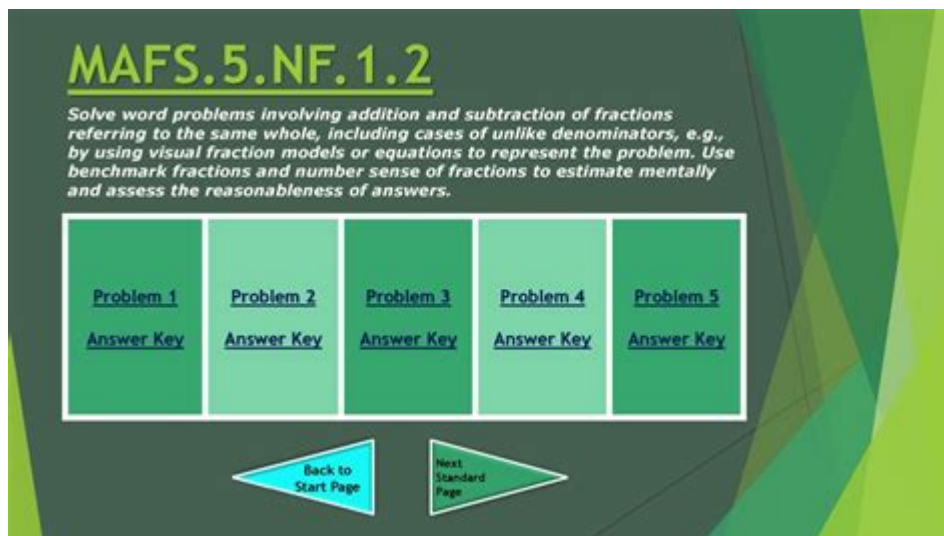 MAFS.5.NF.1.2
Solve word problems involving addition and subtraction of fractions
referring to the same whole, including cases of unlike denominators, e.g.,
by using visual fraction models or equations to represent the problem. Use
benchmark fractions and number sense of fractions to estimate mentally
and assess the reasonableness of answers.
Problem 1
Answer Key
Problem 2
Answer Key
Problem 3
Answer Key
Problem 4
Answer Key
Problem 5
Answer Key
Back to
Start Page
Next
Standard
Page